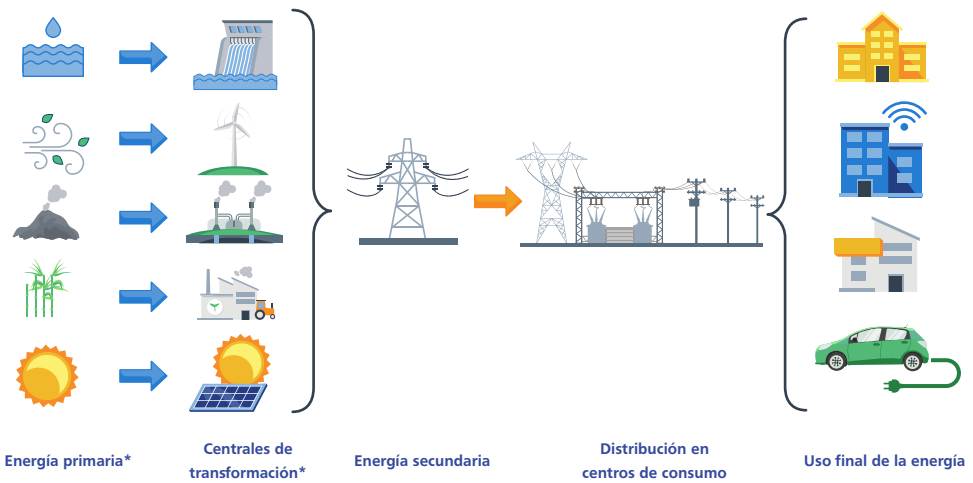 Energía primaria*
Centrales de
transformación*
Energía secundaria
Distribución en
centros de consumo
Uso final de la energía